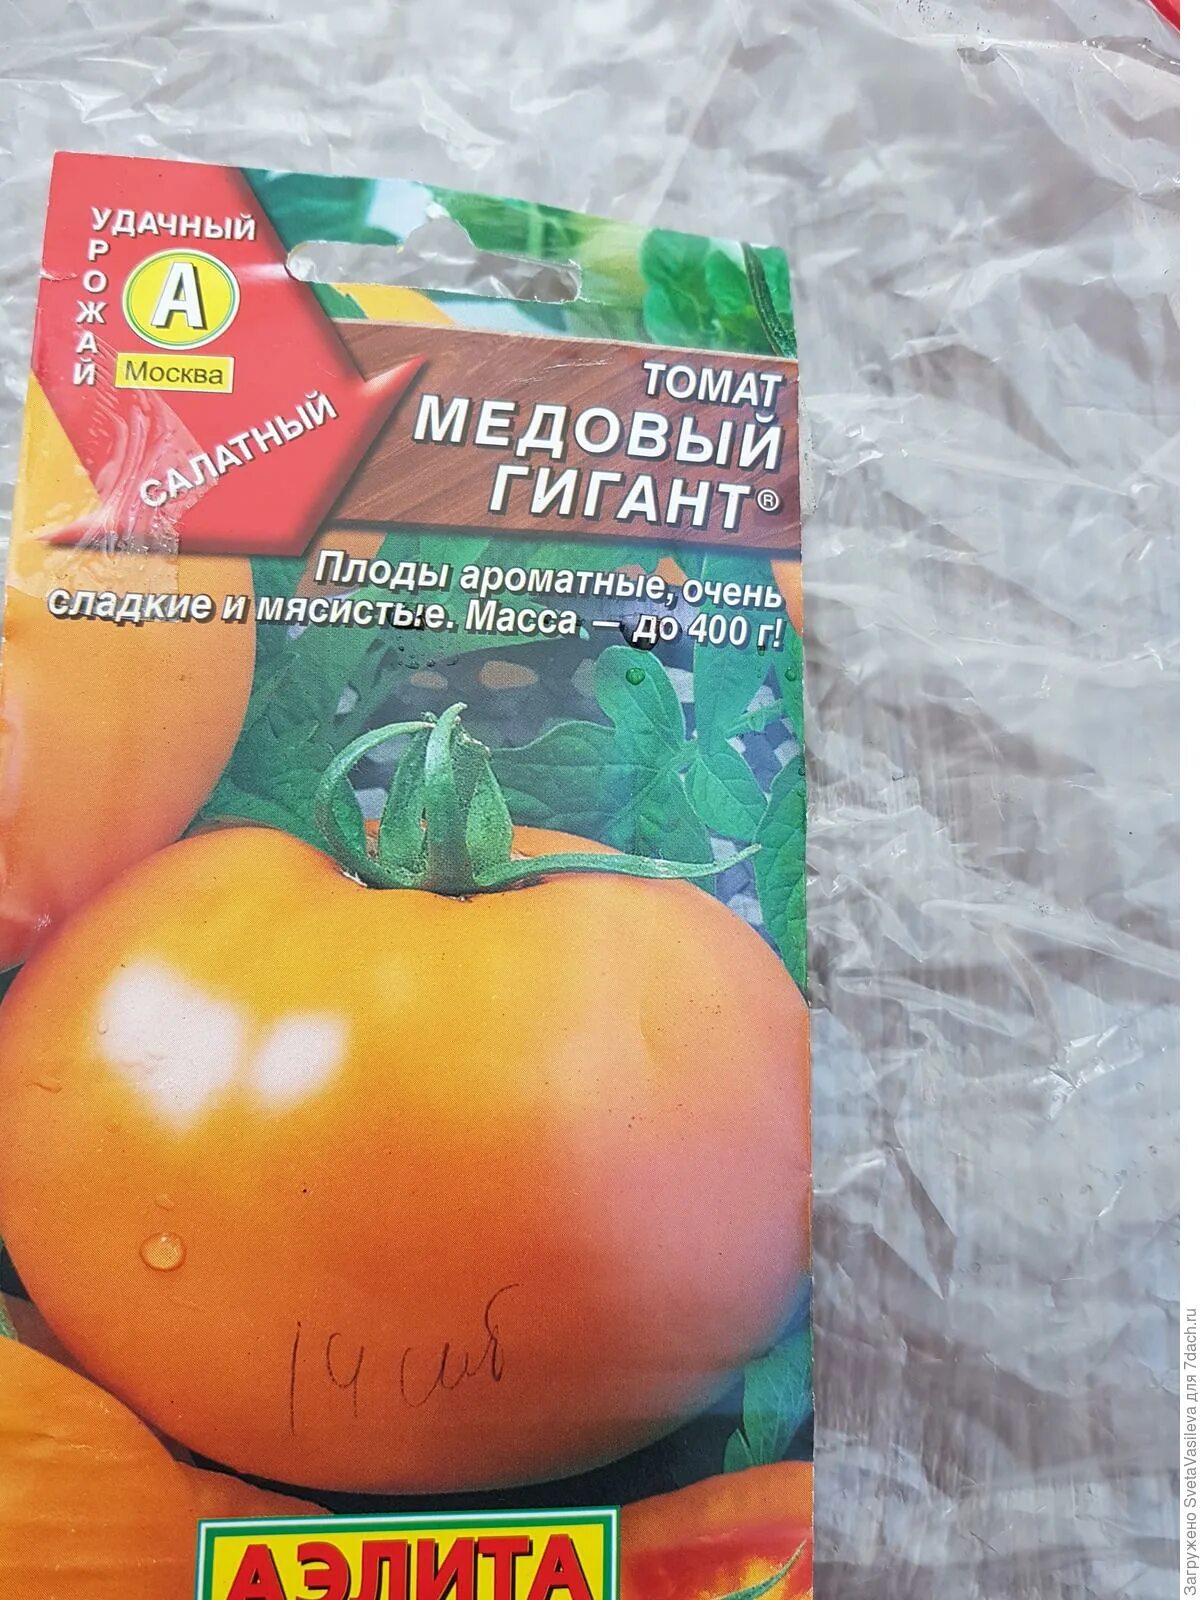 УДАЧНЫЙ
УРОЖАЙ
А
Москва
САЛАТНЫЙ
ТОМАТ
МЕДОВЫЙ
ГИГАНТ®
Плоды ароматные, очень
сладкие и мясистые. Масса – до 400 г!
14
АЭЛИТА
Загружено SvetaVasileva для 7dach.ru